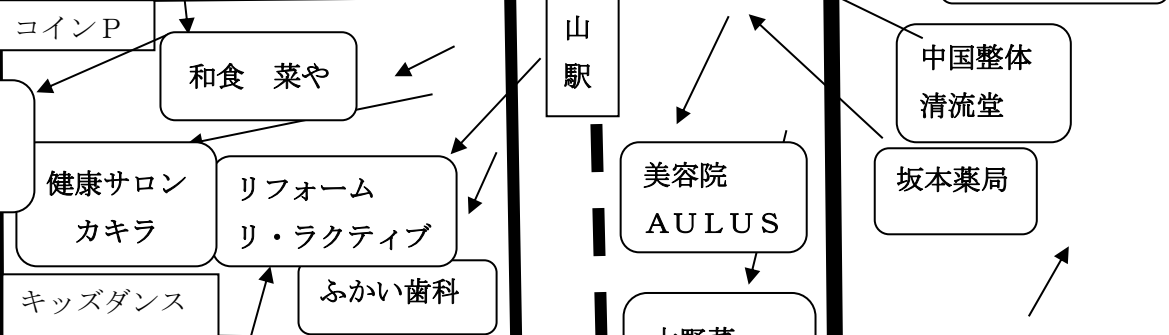 コインＰ
和食　菜や
山
駅
中国整体
清流堂
健康サロン
カキラ
リフォーム
リ・ラクティブ
美容院
ＡＵＬＵＳ
坂本薬局
キッズダンス
ふかい歯科